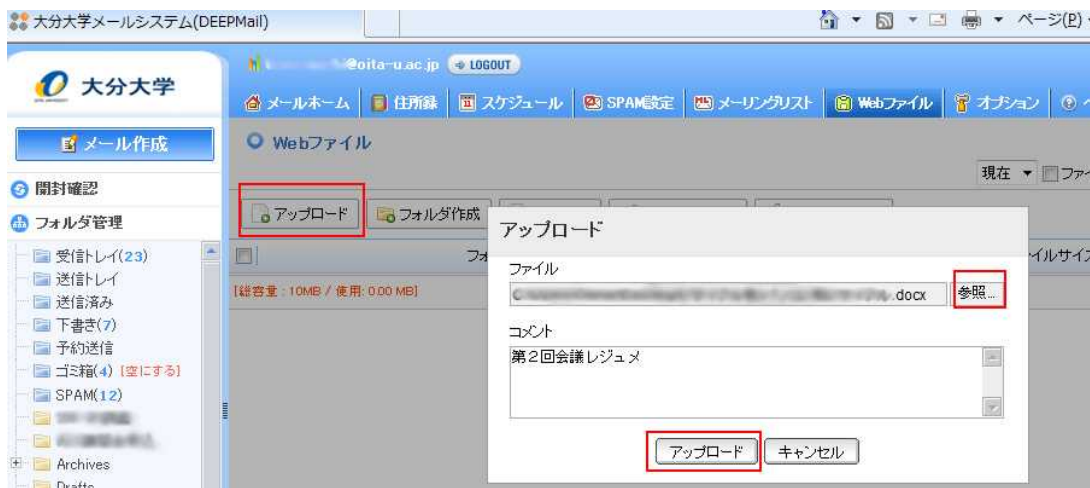 大分大学メールシステム(DEEPMail)
ページ(P)
大分大学
@oita-u.ac.jp
LOGOUT
メールホーム
住所録
スケジュール
SPAM設定
メーリングリスト
Webファイル
オプション
メール作成
Webファイル
現在
開封確認
フォルダ管理
アップロード
フォルダ作成
受信トレイ(23)
送信トレイ
送信済み
下書き(7)
予約送信
ゴミ箱(4) [空にする]
SPAM(12)
Archives
Drafts
[総容量 : 10MB / 使用: 0.00 MB]
アップロード
ファイル
.docx
参照...
コメント
第2回会議レジュメ
アップロード
キャンセル